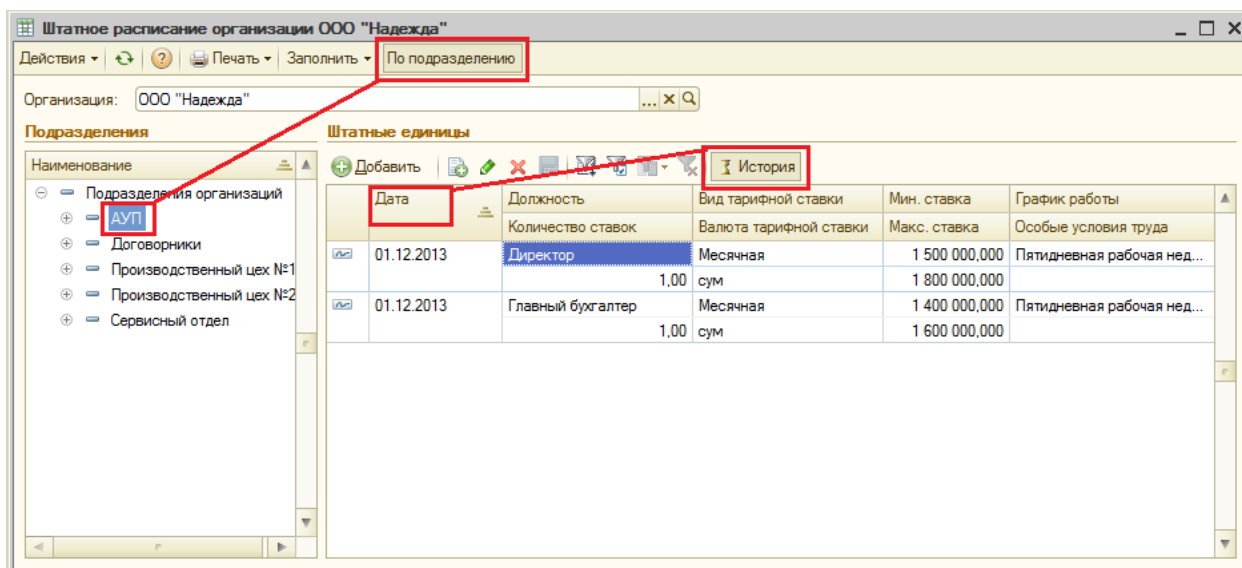 Штатное расписание организации ООО "Надежда"
Действия Печать Заполнить По подразделению
Организация: ООО "Надежда" ...
Подразделения Штатные единицы
Наименование Добавить История
Подразделения организаций Дата Должность Вид тарифной ставки Мин. ставка График работы
АУП Количество ставок Валюта тарифной ставки Макс. ставка Особые условия труда
Договорники 01.12.2013 Директор Месячная 1 500 000,000 Пятидневная рабочая нед...
Производственный цех №1 1,00 сум 1 800 000,000
Производственный цех №2 01.12.2013 Главный бухгалтер Месячная 1 400 000,000 Пятидневная рабочая нед...
Сервисный отдел 1,00 сум 1 600 000,000